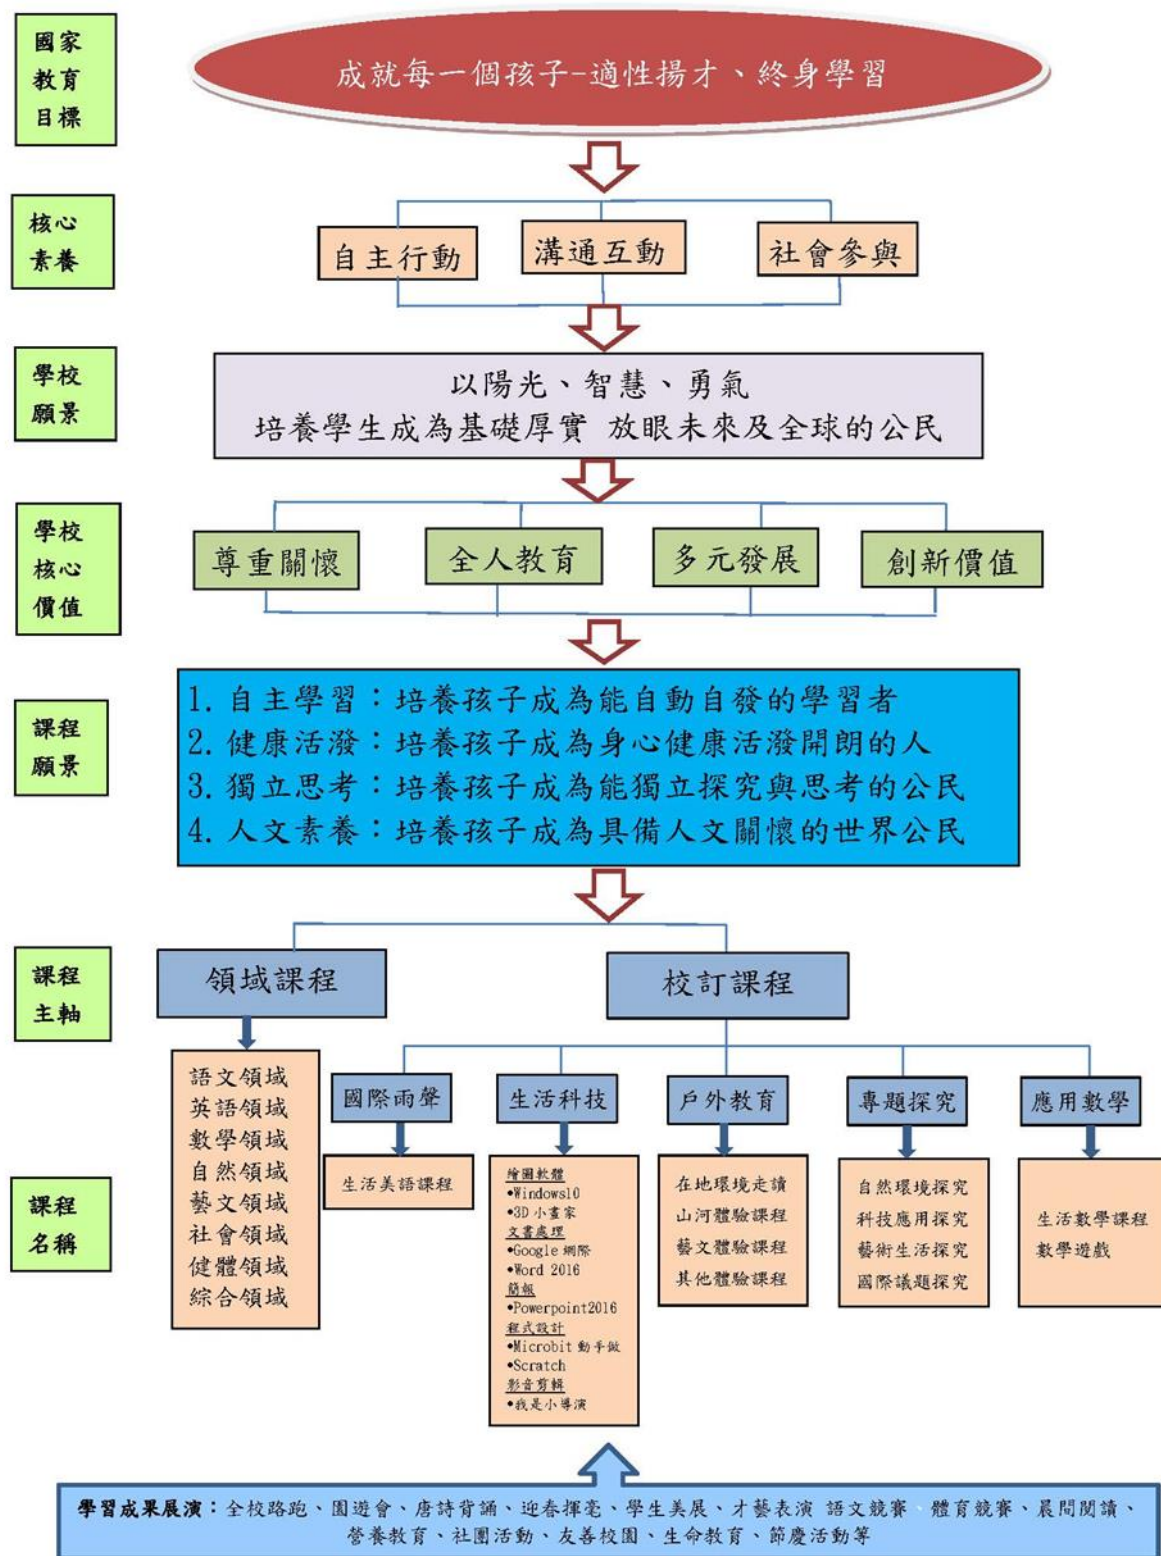 國家
教育
目標
成就每一個孩子-適性揚才、終身學習
核心
素養
自主行動
溝通互動
社會參與
學校
願景
以陽光、智慧、勇氣
培養學生成為基礎厚實 放眼未來及全球的公民
學校
核心
價值
尊重關懷
全人教育
多元發展
創新價值
課程
願景
1. 自主學習：培養孩子成為能自動自發的學習者
2. 健康活潑：培養孩子成為身心健康活潑開朗的人
3. 獨立思考：培養孩子成為能獨立探究與思考的公民
4. 人文素養：培養孩子成為具備人文關懷的世界公民
課程
主軸
領域課程
校訂課程
國際雨聲
生活科技
戶外教育
專題探究
應用數學
課程
名稱
語文領域
英語領域
數學領域
自然領域
藝文領域
社會領域
健體領域
綜合領域
生活美語課程
繪圖軟體
•Windows10
•3D 小畫家
文書處理
•Google 網際
•Word 2016
簡報
•Powerpoint2016
程式設計
•Microbit 動手做
•Scratch
影音剪輯
•我是小導演
在地環境走讀
山河體驗課程
藝文體驗課程
其他體驗課程
自然環境探究
科技應用探究
藝術生活探究
國際議題探究
生活數學課程
數學遊戲
學習成果展演：全校路跑、園遊會、唐詩背誦、迎春揮毫、學生美展、才藝表演 語文競賽、體育競賽、晨間閱讀、
營養教育、社團活動、友善校園、生命教育、節慶活動等